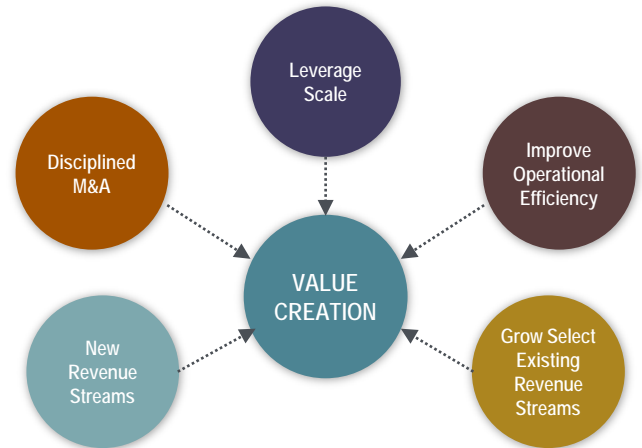 Leverage
Scale
Disciplined
M&A
Improve
Operational
Efficiency
VALUE
CREATION
New
Revenue
Streams
Grow Select
Existing
Revenue
Streams